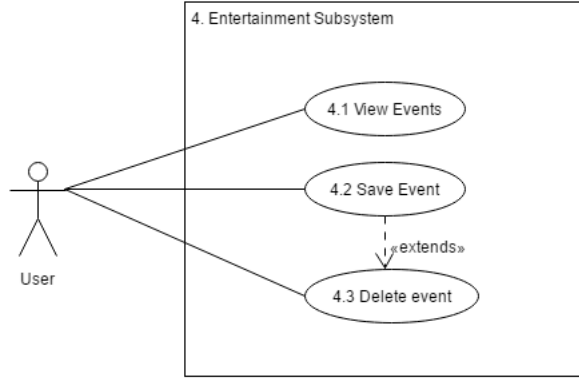 4. Entertainment Subsystem
4.1 View Events
4.2 Save Event
«extends»
4.3 Delete event
User